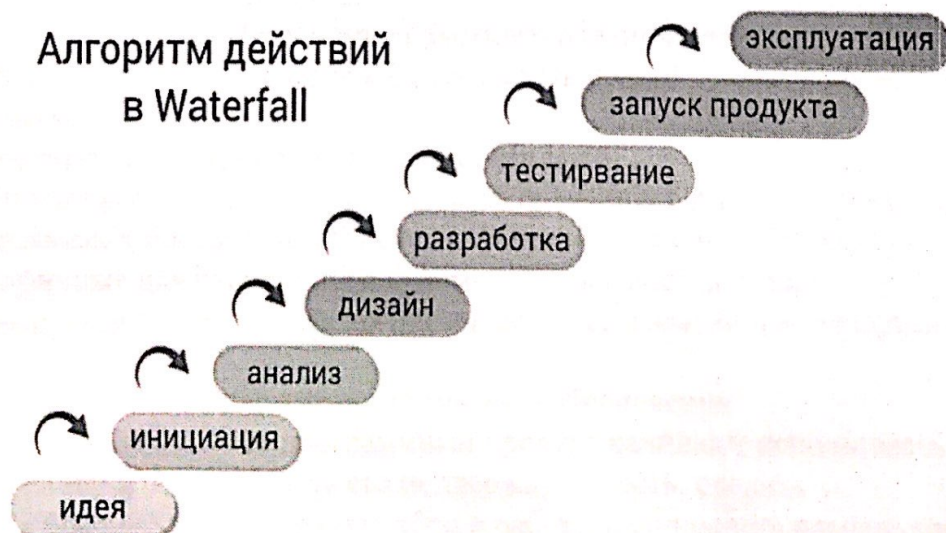 Алгоритм действий
в Waterfall
эксплуатация
запуск продукта
тестирвание
разработка
дизайн
анализ
инициация
идея